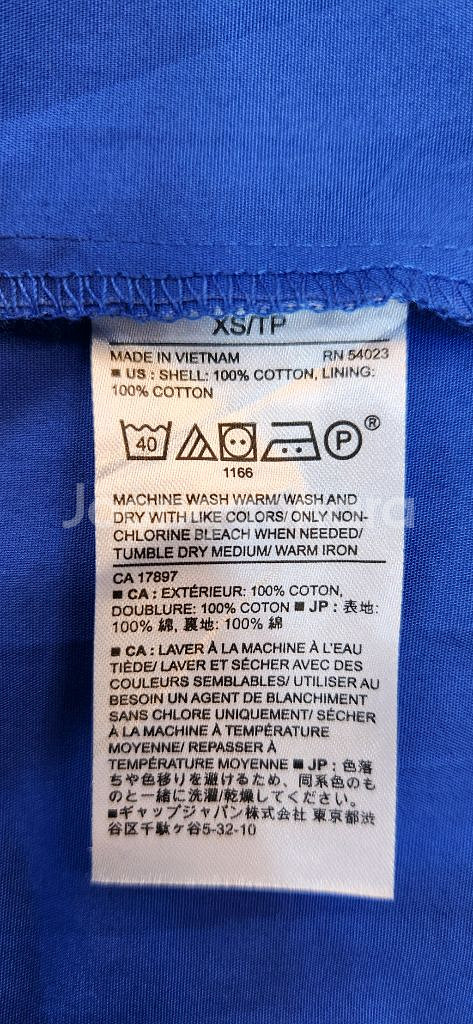 XS/TP
MADE IN VIETNAM RN 54023
■ US : SHELL: 100% COTTON, LINING:
100% COTTON
40 P ®
1166
MACHINE WASH WARM/ WASH AND
DRY WITH LIKE COLORS/ ONLY NON-
CHLORINE BLEACH WHEN NEEDED/
TUMBLE DRY MEDIUM/ WARM IRON
CA 17897
■ CA : EXTÉRIEUR: 100% COTON,
DOUBLURE: 100% COTON ■ JP : 表地:
100% 綿, 裏地: 100% 綿
■ CA : LAVER À LA MACHINE À L'EAU
TIÈDE/ LAVER ET SÉCHER AVEC DES
COULEURS SEMBLABLES/ UTILISER AU
BESOIN UN AGENT DE BLANCHIMENT
SANS CHLORE UNIQUEMENT/ SÉCHER
À LA MACHINE À TEMPÉRATURE
MOYENNE/ REPASSER À
TEMPÉRATURE MOYENNE ■ JP : 色落
ちや色移りを避けるため、同系色のも
のと一緒に洗濯/乾燥してください。
■ギャップジャパン株式会社 東京都渋
谷区千駄ヶ谷5-32-10